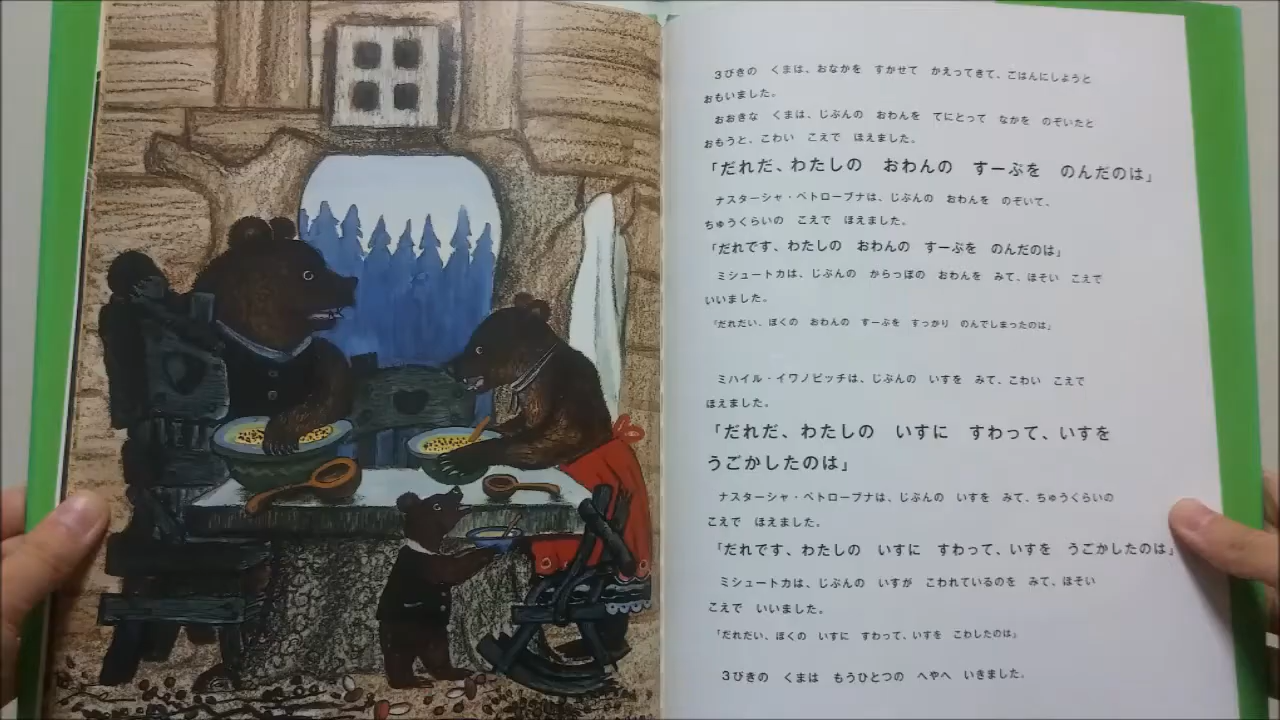 ３びきの　くまは、おなかを　すかせて　かえってきて、ごはんにしようと
おもいました。
おおきな　くまは、じぶんの　おわんを　てにとって　なかを　のぞいたと
おもうと、こわい　こえで　ほえました。
「だれだ、わたしの　おわんの　すーぷを　のんだのは」
ナスターシャ・ペトローブナは、じぶんの　おわんを　のぞいて、
ちゅうくらいの　こえで　ほえました。
「だれです、わたしの　おわんの　すーぷを　のんだのは」
ミシュートカは、じぶんの　からっぽの　おわんを　みて、ほそい　こえで
いいました。
「だれだい、ぼくの　おわんの　すーぷを　すっかり　のんでしまったのは」
ミハイル・イワノビッチは、じぶんの　いすを　みて、こわい　こえで
ほえました。
「だれだ、わたしの　いすに　すわって、いすを
うごかしたのは」
ナスターシャ・ペトローブナは、じぶんの　いすを　みて、ちゅうくらいの
こえで　ほえました。
「だれです、わたしの　いすに　すわって、いすを　うごかしたのは」
ミシュートカは、じぶんの　いすが　こわれているのを　みて、ほそい
こえで　いいました。
「だれだい、ぼくの　いすに　すわって、いすを　こわしたのは」
３びきの　くまは　もうひとつの　へやへ　いきました。